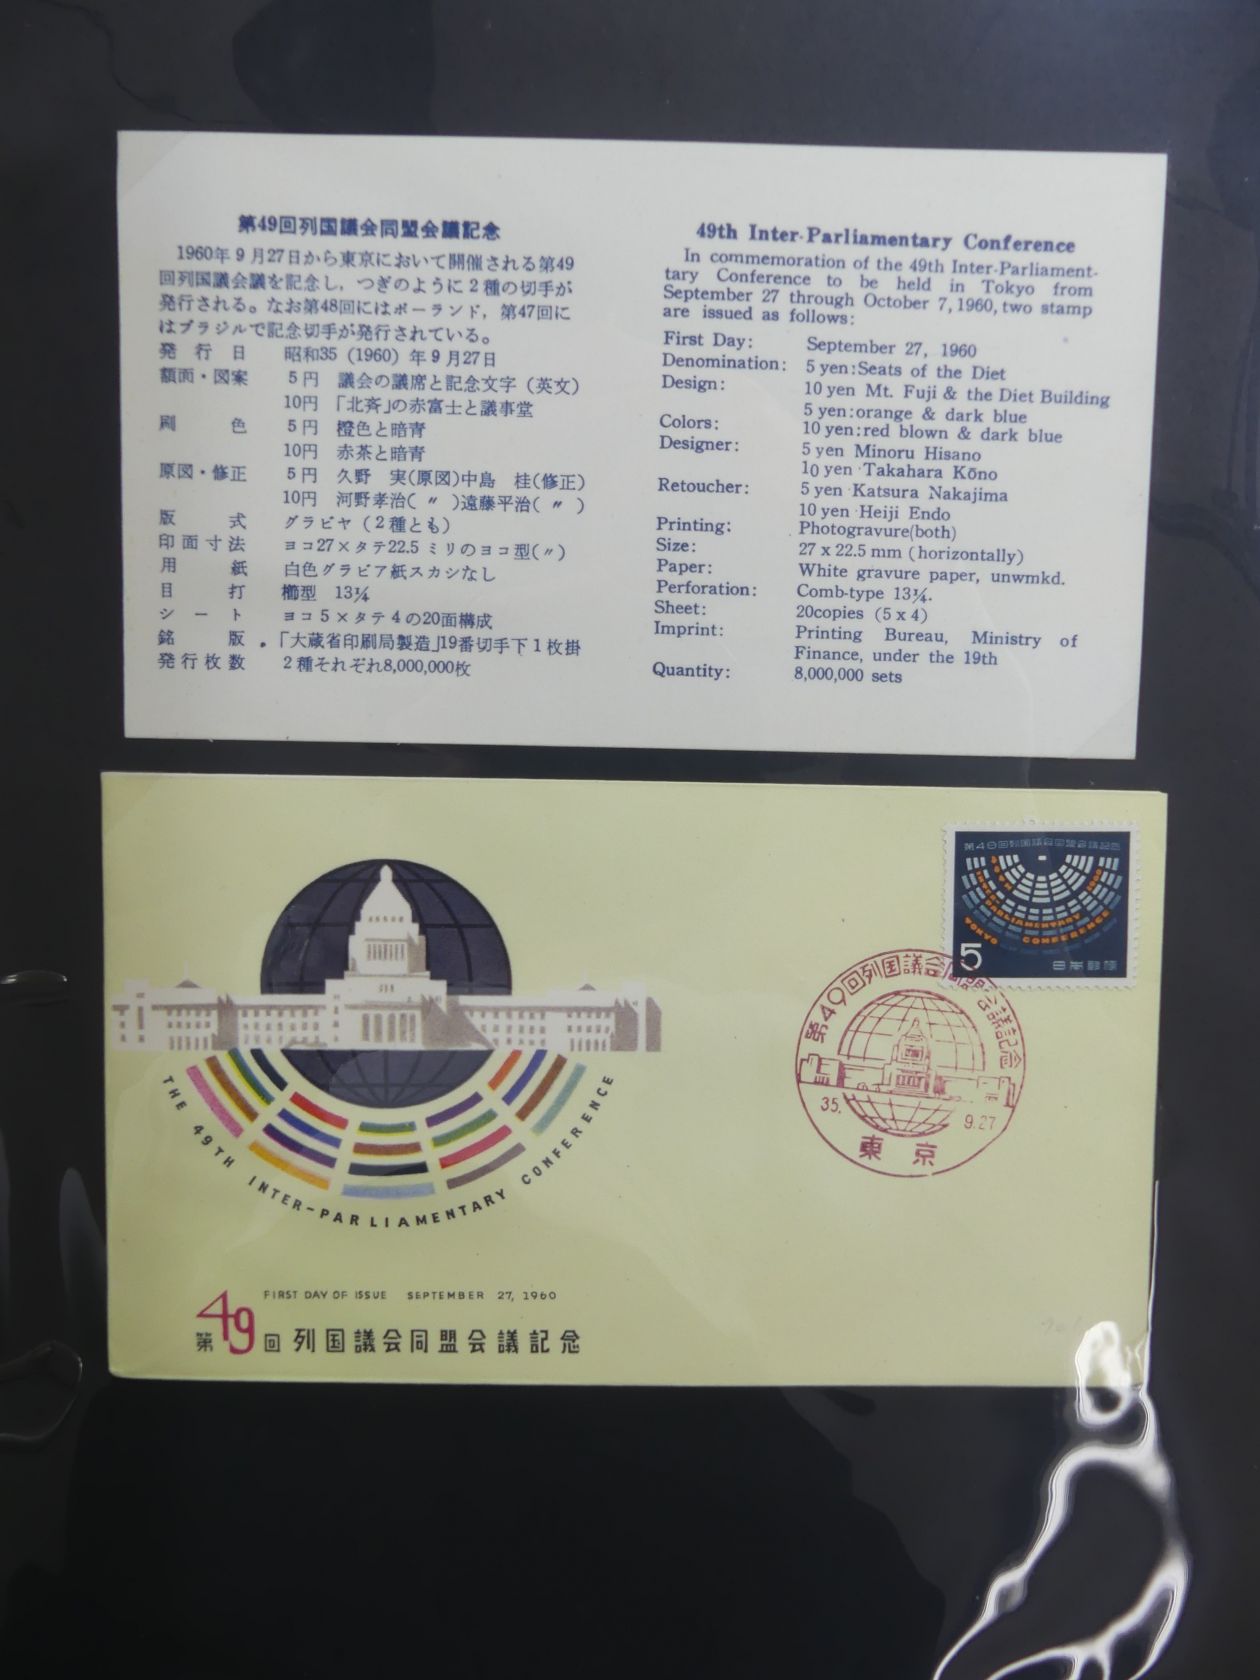 第49回列国議会同盟会議記念
1960年9月27日から東京において開催される第49
回列国議会議を記念し，つぎのように2種の切手が
発行される。なお第48回にはポーランド，第47回に
はブラジルで記念切手が発行されている。
発行日 昭和35（1960）年9月27日
額面・図案 5円 議会の議席と記念文字（英文）
10円 「北斉」の赤富士と議事堂
刷色 5円 橙色と暗青
10円 赤茶と暗青
原図・修正 5円 久野 実(原図)中島 桂(修正)
10円 河野孝治( 〃 )遠藤平治( 〃 )
版式 グラビヤ（2種とも）
印面寸法 ヨコ27×タテ22.5ミリのヨコ型(〃)
用紙 白色グラビア紙スカシなし
目打 櫛型 13¼
シート ヨコ5×タテ4の20面構成
銘版 ．「大蔵省印刷局製造」19番切手下1枚掛
発行枚数 2種それぞれ8,000,000枚
49th Inter-Parliamentary Conference
In commemoration of the 49th Inter-Parliament-
tary Conference to be held in Tokyo from
September 27 through October 7, 1960, two stamp
are issued as follows:
First Day: September 27, 1960
Denomination: 5 yen: Seats of the Diet
Design: 10 yen Mt. Fuji & the Diet Building
5 yen: orange & dark blue
Colors: 10 yen: red blown & dark blue
Designer: 5 yen Minoru Hisano
10 yen Takahara Kōno
Retoucher: 5 yen Katsura Nakajima
10 yen Heiji Endo
Printing: Photogravure(both)
Size: 27 x 22.5 mm (horizontally)
Paper: White gravure paper, unwmkd.
Perforation: Comb-type 13¼.
Sheet: 20copies (5 x 4)
Imprint: Printing Bureau, Ministry of
Finance, under the 19th
Quantity: 8,000,000 sets
第49回列国議会同盟会議記念
49TH 1960
INTER PARLIAMENTARY
TOKYO CONFERENCE
5 日本郵便
第49回列国議会同盟会議記念
35. 9.27
東京
THE 49TH INTER-PARLIAMENTARY CONFERENCE
FIRST DAY OF ISSUE SEPTEMBER 27, 1960
第49回列国議会同盟会議記念